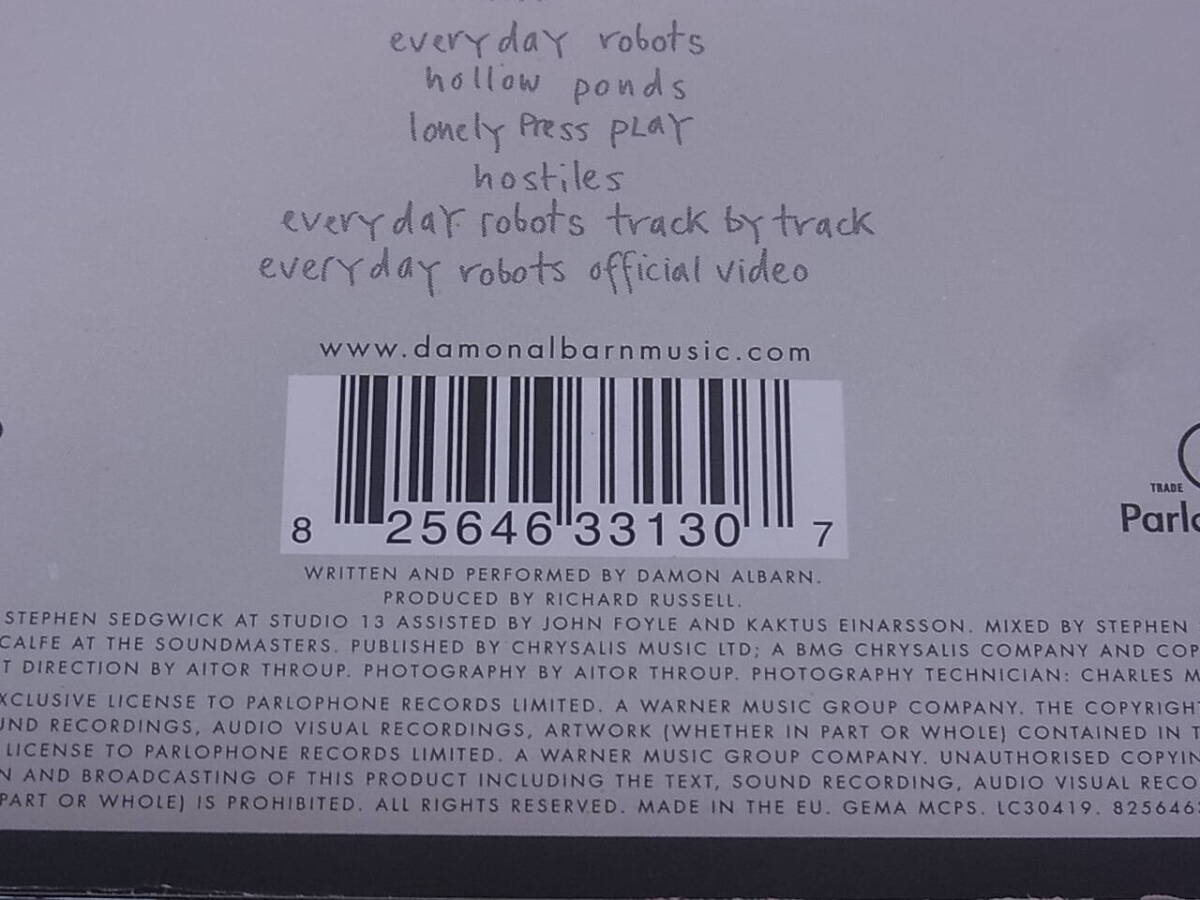 everyday robots
hollow ponds
lonely Press pLay
hostiles
everyday robots track by track
everyday robots official video
www.damonalbarnmusic.com
8 25646 33130 7
TRADE
Parlo
WRITTEN AND PERFORMED BY DAMON ALBARN.
PRODUCED BY RICHARD RUSSELL.
STEPHEN SEDGWICK AT STUDIO 13 ASSISTED BY JOHN FOYLE AND KAKTUS EINARSSON. MIXED BY STEPHEN
CALFE AT THE SOUNDMASTERS. PUBLISHED BY CHRYSALIS MUSIC LTD; A BMG CHRYSALIS COMPANY AND COP
T DIRECTION BY AITOR THROUP. PHOTOGRAPHY BY AITOR THROUP. PHOTOGRAPHY TECHNICIAN: CHARLES M
XCLUSIVE LICENSE TO PARLOPHONE RECORDS LIMITED. A WARNER MUSIC GROUP COMPANY. THE COPYRIGHT
UND RECORDINGS, AUDIO VISUAL RECORDINGS, ARTWORK (WHETHER IN PART OR WHOLE) CONTAINED IN T
LICENSE TO PARLOPHONE RECORDS LIMITED. A WARNER MUSIC GROUP COMPANY. UNAUTHORISED COPYIN
N AND BROADCASTING OF THIS PRODUCT INCLUDING THE TEXT, SOUND RECORDING, AUDIO VISUAL RECO
PART OR WHOLE) IS PROHIBITED. ALL RIGHTS RESERVED. MADE IN THE EU. GEMA MCPS. LC30419. 825646